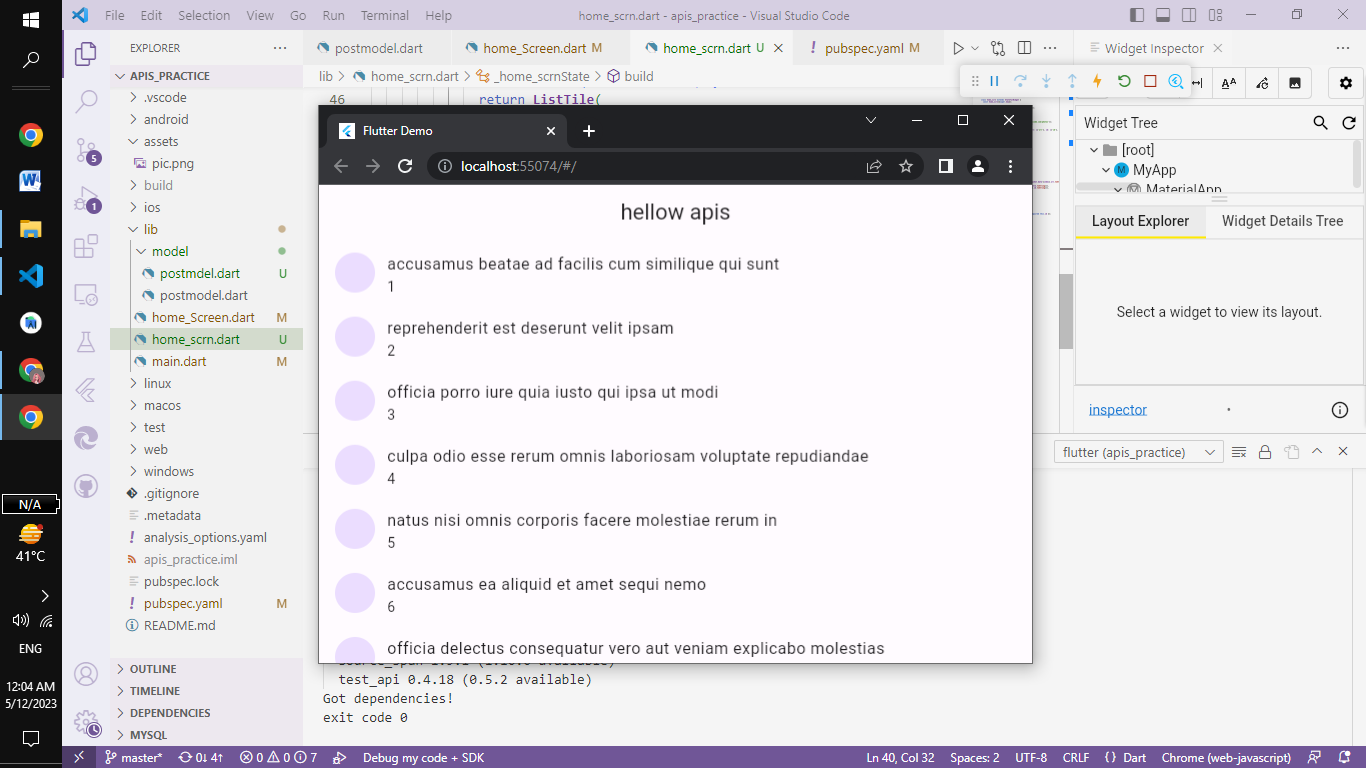 File Edit Selection View Go Run Terminal Help
home_scrn.dart - apis_practice - Visual Studio Code
EXPLORER
APIS_PRACTICE
.vscode
android
assets
pic.png
build
ios
lib
model
postmdel.dart U
postmodel.dart
home_Screen.dart M
home_scrn.dart U
main.dart M
linux
macos
test
web
windows
.gitignore
.metadata
analysis_options.yaml
apis_practice.iml
pubspec.lock
pubspec.yaml M
README.md
OUTLINE
TIMELINE
DEPENDENCIES
MYSQL
5
1
N/A
41°C
ENG
12:04 AM
5/12/2023
postmodel.dart
home_Screen.dart M
home_scrn.dart U
pubspec.yaml M
lib > home_scrn.dart > _home_scrnState > build
46 return ListTile(
Flutter Demo
localhost:55074/#/
hellow apis
accusamus beatae ad facilis cum similique qui sunt
1
reprehenderit est deserunt velit ipsam
2
officia porro iure quia iusto qui ipsa ut modi
3
culpa odio esse rerum omnis laboriosam voluptate repudiandae
4
natus nisi omnis corporis facere molestiae rerum in
5
accusamus ea aliquid et amet sequi nemo
6
officia delectus consequatur vero aut veniam explicabo molestias
test_api 0.4.18 (0.5.2 available)
Got dependencies!
exit code 0
Widget Inspector
Widget Tree
[root]
MyApp
MaterialApp
Layout Explorer
Widget Details Tree
Select a widget to view its layout.
inspector
flutter (apis_practice)
master* 0↓ 4↑ 0 0 7 Debug my code + SDK
Ln 40, Col 32 Spaces: 2 UTF-8 CRLF {} Dart Chrome (web-javascript)